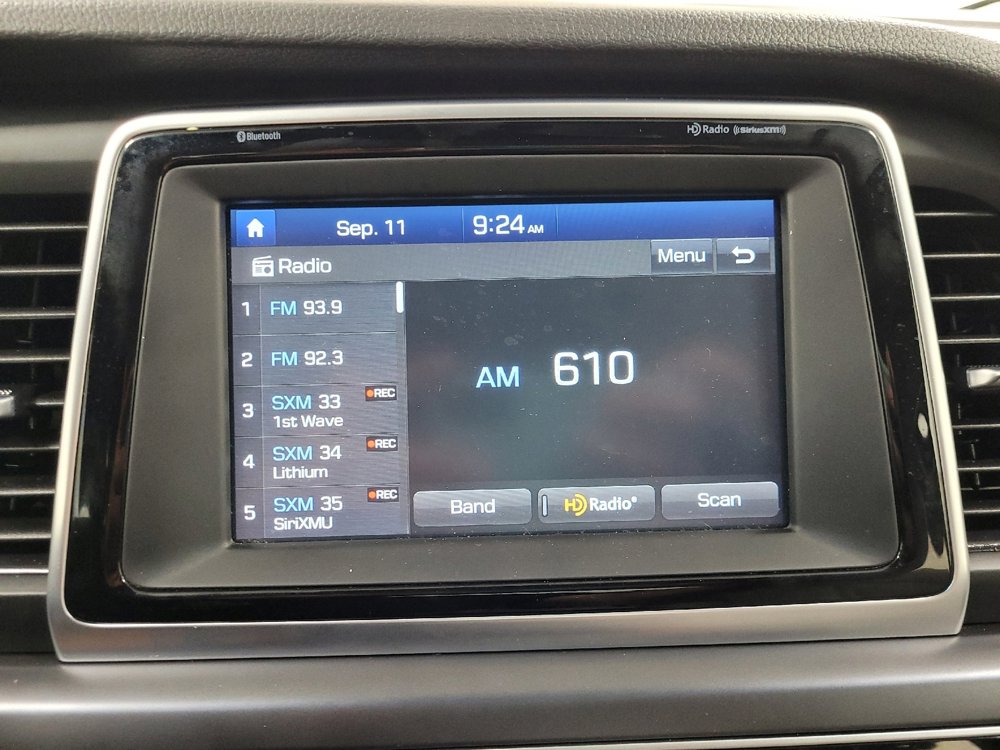 Bluetooth
HD Radio ((SiriusXM))
Sep. 11 9:24 AM
Radio
Menu
1 FM 93.9
2 FM 92.3
3 SXM 33 REC
1st Wave
4 SXM 34 REC
Lithium
5 SXM 35 REC
SiriXMU
AM 610
Band
HD Radio®
Scan